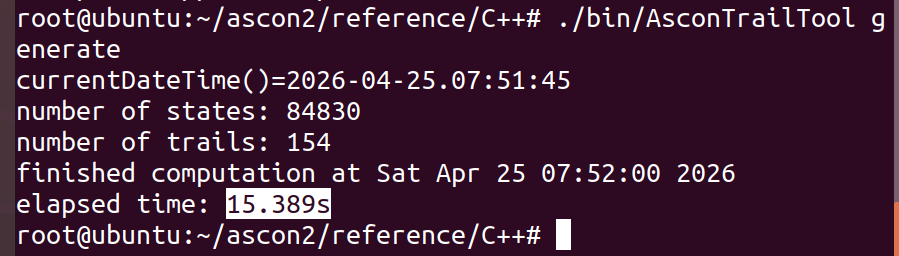 root@ubuntu:~/ascon2/reference/C++# ./bin/AsconTrailTool g
enerate
currentDateTime()=2026-04-25.07:51:45
number of states: 84830
number of trails: 154
finished computation at Sat Apr 25 07:52:00 2026
elapsed time: 15.389s
root@ubuntu:~/ascon2/reference/C++#